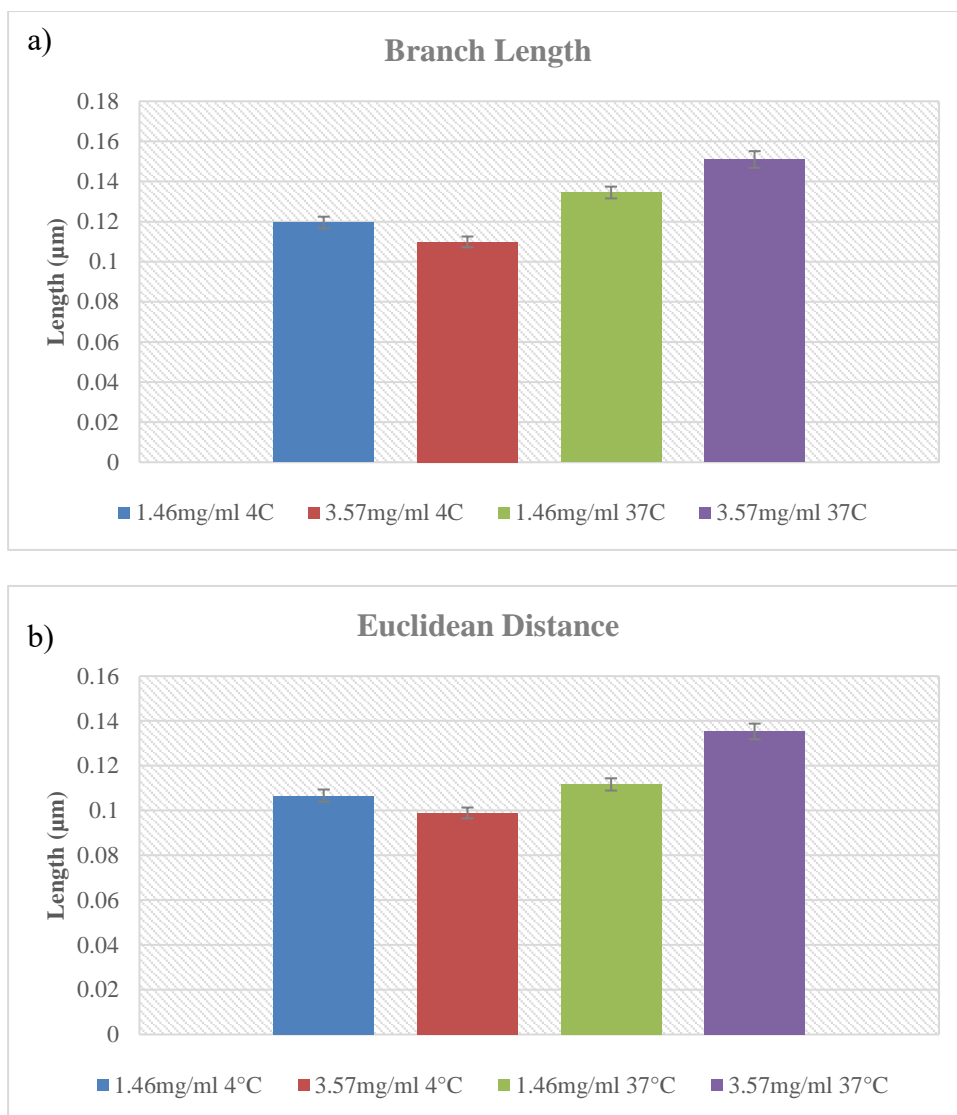 a)
Branch Length
0.18
0.16
0.14
0.12
0.1
0.08
0.06
0.04
0.02
0
Length (µm)
1.46mg/ml 4C 3.57mg/ml 4C 1.46mg/ml 37C 3.57mg/ml 37C
b)
Euclidean Distance
0.16
0.14
0.12
0.1
0.08
0.06
0.04
0.02
0
Length (µm)
1.46mg/ml 4°C 3.57mg/ml 4°C 1.46mg/ml 37°C 3.57mg/ml 37°C